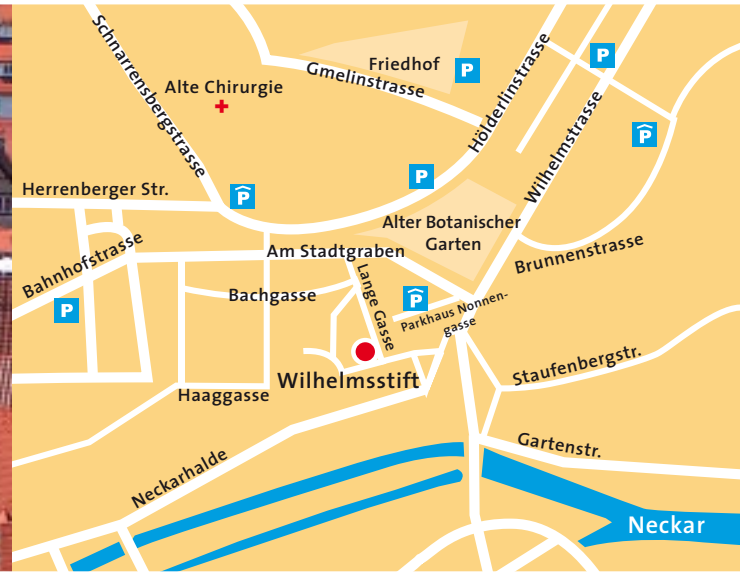 Schnarrensbergstrasse
Friedhof
P
P
Gmelinstrasse
Hölderlinstrasse
Alte Chirurgie
Wilhelmstrasse
P
P
Herrenberger Str.
P
Alter Botanischer
Garten
Am Stadtgraben
Brunnenstrasse
Bahnhofstrasse
Bachgasse
Lange Gasse
P
P
Parkhaus Nonnen-
gasse
Wilhelmsstift
Staufenbergstr.
Haaggasse
Gartenstr.
Neckarhalde
Neckar